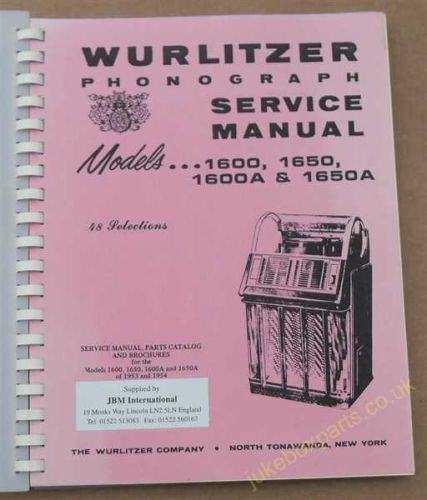 WURLITZER
PHONOGRAPH
SERVICE
MANUAL
Models...1600, 1650,
1600A & 1650A
48 Selections
SERVICE MANUAL, PARTS CATALOG
AND BROCHURES
for the
Models 1600, 1650, 1600A and 1650A
of 1953 and 1954
Supplied by
JBM International
19 Monks Way Lincoln LN2 5LN England
Tel: 01522 513063 Fax: 01522 560167
THE WURLITZER COMPANY • NORTH TONAWANDA, NEW YORK
jukeboxparts.co.uk